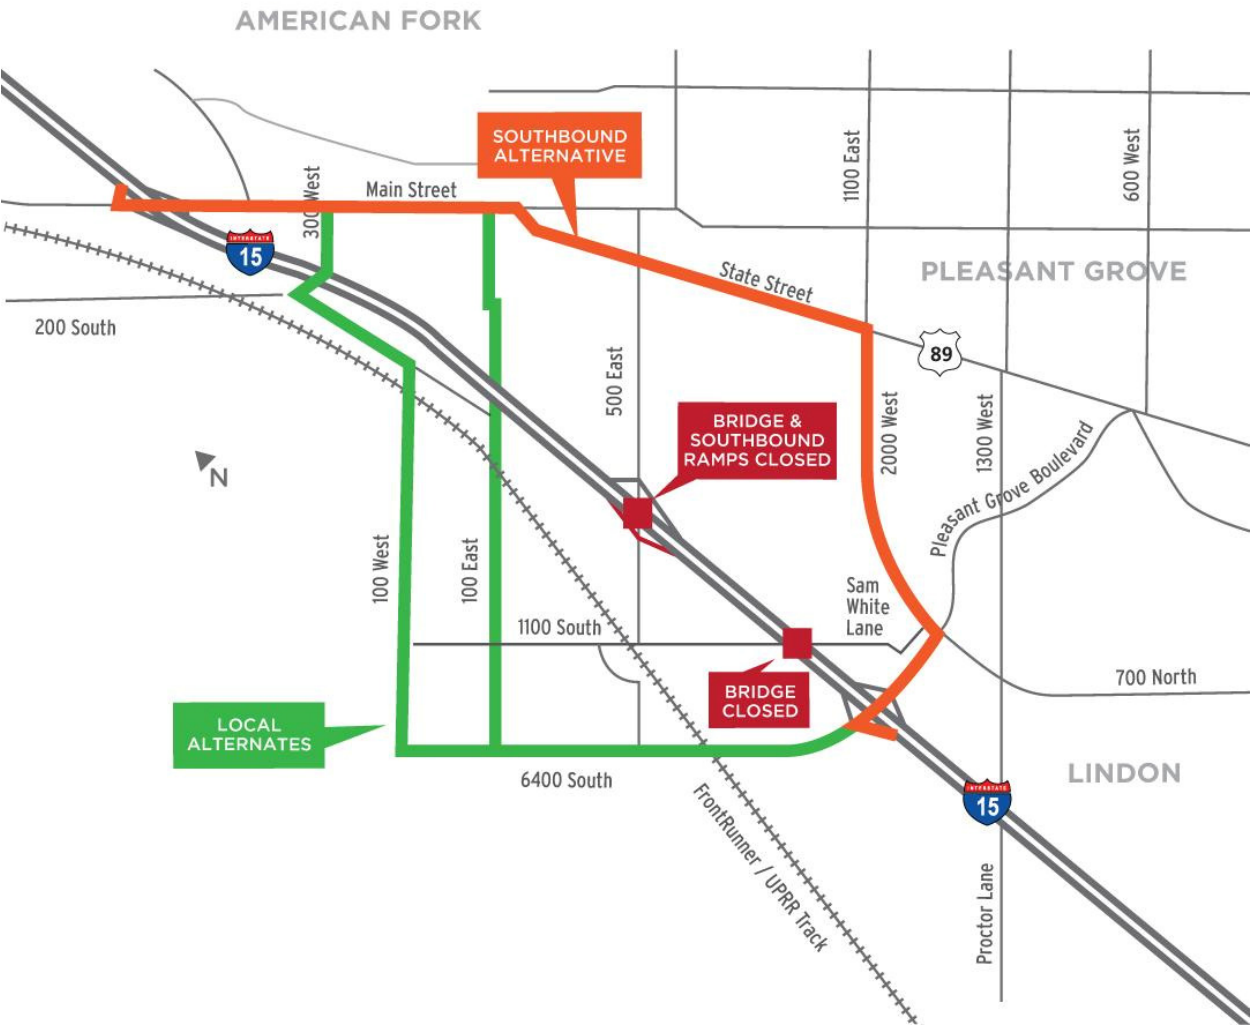 AMERICAN FORK
SOUTHBOUND
ALTERNATIVE
1100 East
600 West
300 West
Main Street
INTERSTATE
15
PLEASANT GROVE
State Street
200 South
89
500 East
BRIDGE &
SOUTHBOUND
RAMPS CLOSED
2000 West
1300 West
Pleasant Grove Boulevard
N
100 West
100 East
Sam
White
Lane
1100 South
700 North
BRIDGE
CLOSED
LOCAL
ALTERNATES
6400 South
LINDON
INTERSTATE
15
FrontRunner / UPRR Track
Proctor Lane